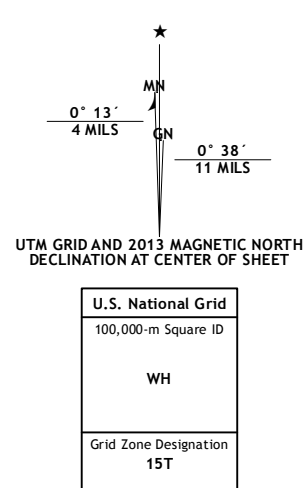 ★
MN
0° 13´
4 MILS
GN
0° 38´
11 MILS
UTM GRID AND 2013 MAGNETIC NORTH
DECLINATION AT CENTER OF SHEET
U.S. National Grid
100,000-m Square ID
WH
Grid Zone Designation
15T